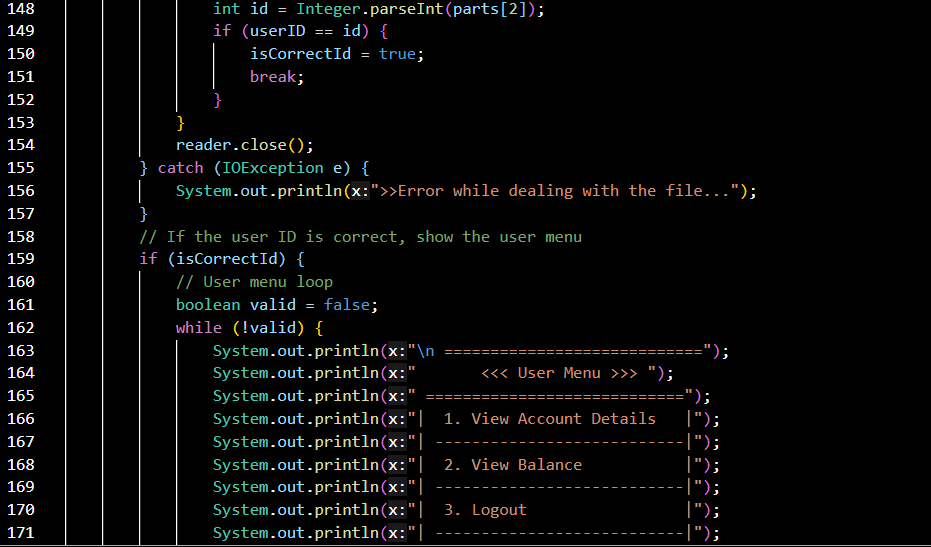 148 int id = Integer.parseInt(parts[2]);
149 if (userID == id) {
150 isCorrectId = true;
151 break;
152 }
153 }
154 reader.close();
155 } catch (IOException e) {
156 System.out.println(x:">>Error while dealing with the file...");
157 }
158 // If the user ID is correct, show the user menu
159 if (isCorrectId) {
160 // User menu loop
161 boolean valid = false;
162 while (!valid) {
163 System.out.println(x:"\n ============================");
164 System.out.println(x:"       <<< User Menu >>> ");
165 System.out.println(x:" ============================");
166 System.out.println(x:"|  1. View Account Details   |");
167 System.out.println(x:"| ---------------------------|");
168 System.out.println(x:"|  2. View Balance           |");
169 System.out.println(x:"| ---------------------------|");
170 System.out.println(x:"|  3. Logout                 |");
171 System.out.println(x:"| ---------------------------|");